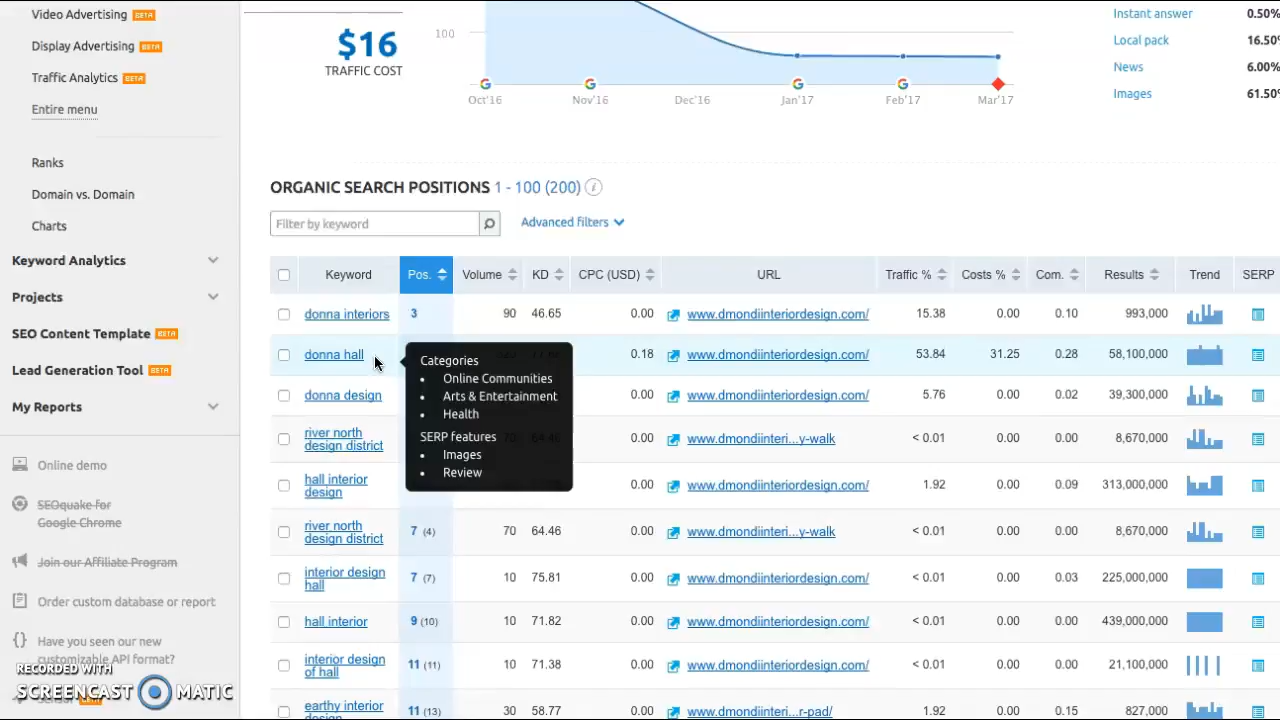 Video Advertising BETA
Display Advertising BETA
Traffic Analytics BETA
Entire menu
Ranks
Domain vs. Domain
Charts
Keyword Analytics
Projects
SEO Content Template BETA
Lead Generation Tool BETA
My Reports
Online demo
SEOquake for
Google Chrome
Join our Affiliate Program
Order custom database or report
Have you seen our new
customizable API format?
BETA
RECORDED WITH
SCREENCAST MATIC
$16
TRAFFIC COST
100
Oct'16 Nov'16 Dec'16 Jan'17 Feb'17 Mar'17
Instant answer 0.50%
Local pack 16.50%
News 6.00%
Images 61.50%
ORGANIC SEARCH POSITIONS 1 - 100 (200) i
Filter by keyword Advanced filters
Keyword Pos. Volume KD CPC (USD) URL Traffic % Costs % Com. Results Trend SERP
donna interiors 3 90 46.65 0.00 www.dmondiinteriordesign.com/ 15.38 0.00 0.10 993,000
donna hall 0.18 www.dmondiinteriordesign.com/ 53.84 31.25 0.28 58,100,000
Categories
Online Communities
Arts & Entertainment
Health
SERP features
Images
Review
donna design 0.00 www.dmondiinteriordesign.com/ 5.76 0.00 0.02 39,300,000
river north
design district 0.00 www.dmondiinteri...y-walk < 0.01 0.00 0.00 8,670,000
hall interior
design 0.00 www.dmondiinteriordesign.com/ 1.92 0.00 0.09 313,000,000
river north
design district 7 (4) 70 64.46 0.00 www.dmondiinteri...y-walk < 0.01 0.00 0.00 8,670,000
interior design
hall 7 (7) 10 75.81 0.00 www.dmondiinteriordesign.com/ < 0.01 0.00 0.03 225,000,000
hall interior 9 (10) 10 71.82 0.00 www.dmondiinteriordesign.com/ < 0.01 0.00 0.00 439,000,000
interior design
of hall 11 (11) 10 71.38 0.00 www.dmondiinteriordesign.com/ < 0.01 0.00 0.00 21,100,000
earthy interior
design 11 (13) 30 58.77 0.00 www.dmondiinteri...r-pad/ 1.92 0.00 0.15 827,000